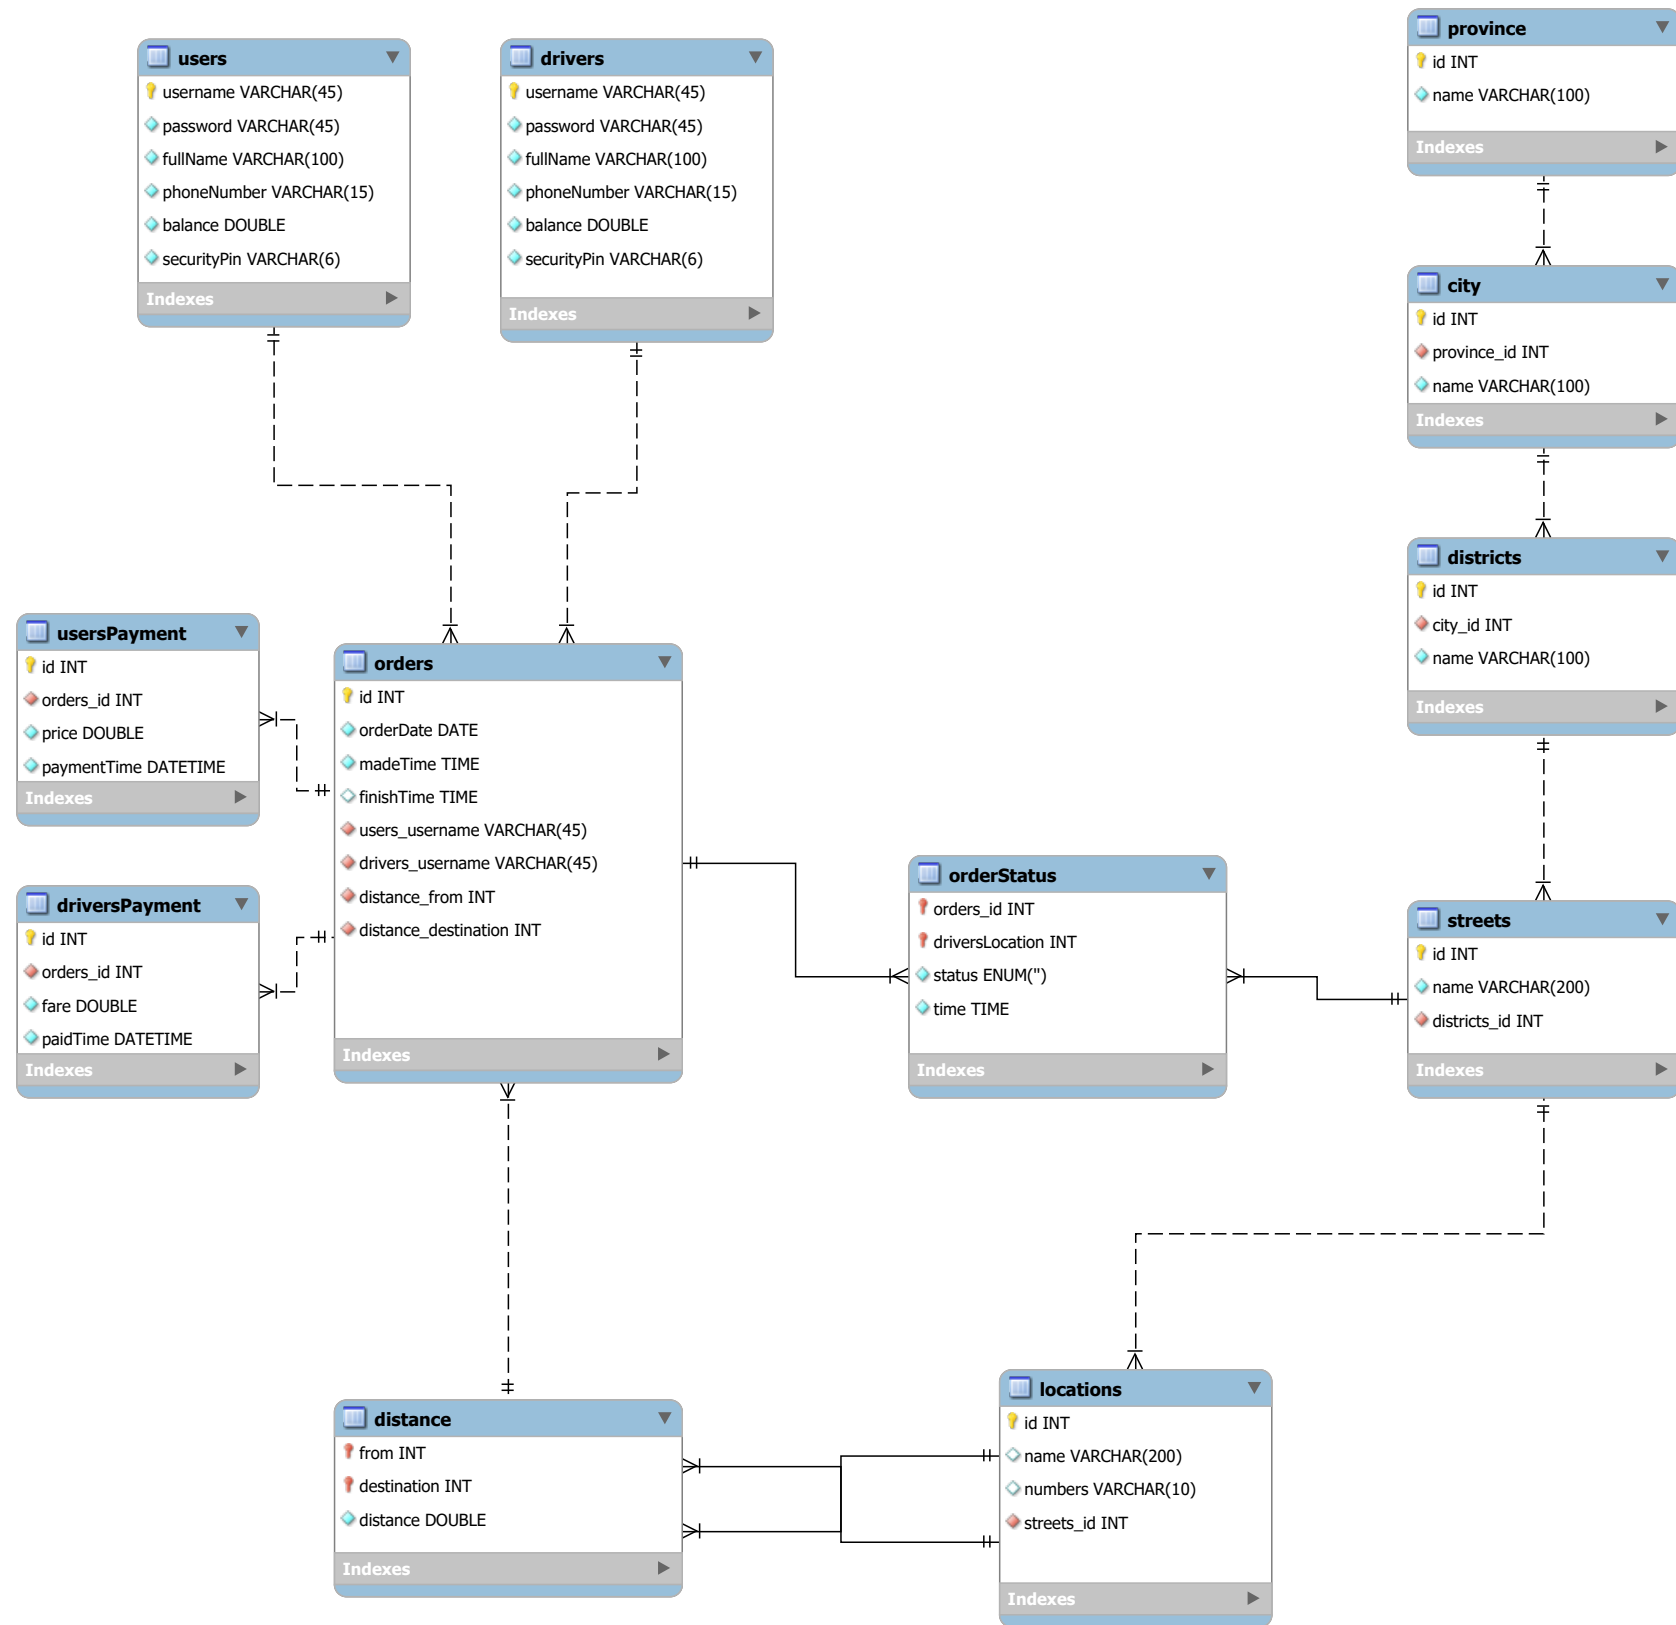 users
username VARCHAR(45)
password VARCHAR(45)
fullName VARCHAR(100)
phoneNumber VARCHAR(15)
balance DOUBLE
securityPin VARCHAR(6)
Indexes
drivers
username VARCHAR(45)
password VARCHAR(45)
fullName VARCHAR(100)
phoneNumber VARCHAR(15)
balance DOUBLE
securityPin VARCHAR(6)
Indexes
province
id INT
name VARCHAR(100)
Indexes
city
id INT
province_id INT
name VARCHAR(100)
Indexes
districts
id INT
city_id INT
name VARCHAR(100)
Indexes
usersPayment
id INT
orders_id INT
price DOUBLE
paymentTime DATETIME
Indexes
driversPayment
id INT
orders_id INT
fare DOUBLE
paidTime DATETIME
Indexes
orders
id INT
orderDate DATE
madeTime TIME
finishTime TIME
users_username VARCHAR(45)
drivers_username VARCHAR(45)
distance_from INT
distance_destination INT
Indexes
orderStatus
orders_id INT
driversLocation INT
status ENUM('')
time TIME
Indexes
streets
id INT
name VARCHAR(200)
districts_id INT
Indexes
distance
from INT
destination INT
distance DOUBLE
Indexes
locations
id INT
name VARCHAR(200)
numbers VARCHAR(10)
streets_id INT
Indexes